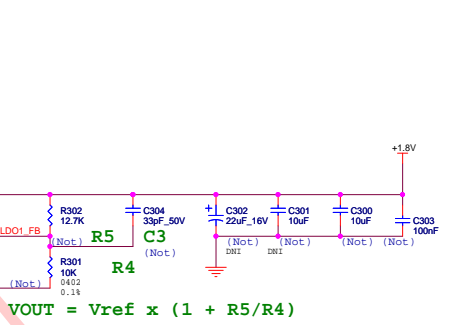 +1.8V
R302
12.7K
C304
33pF_50V
C302
22uF_16V
C301
10uF
C300
10uF
C303
100nF
LDO1_FB
(Not)
R5
C3
(Not)
(Not)
DNI
(Not)
DNI
(Not)
(Not)
R301
10K
0402
0.1%
R4
(Not)
VOUT = Vref x (1 + R5/R4)